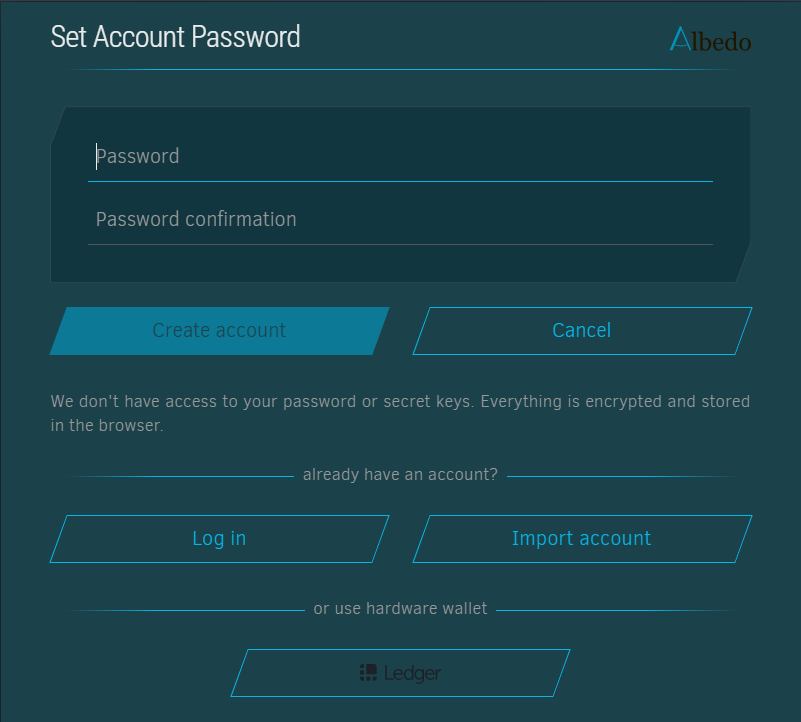 Set Account Password
Albedo
Password
Password confirmation
Create account
Cancel
We don't have access to your password or secret keys. Everything is encrypted and stored
in the browser.
already have an account?
Log in
Import account
or use hardware wallet
Ledger